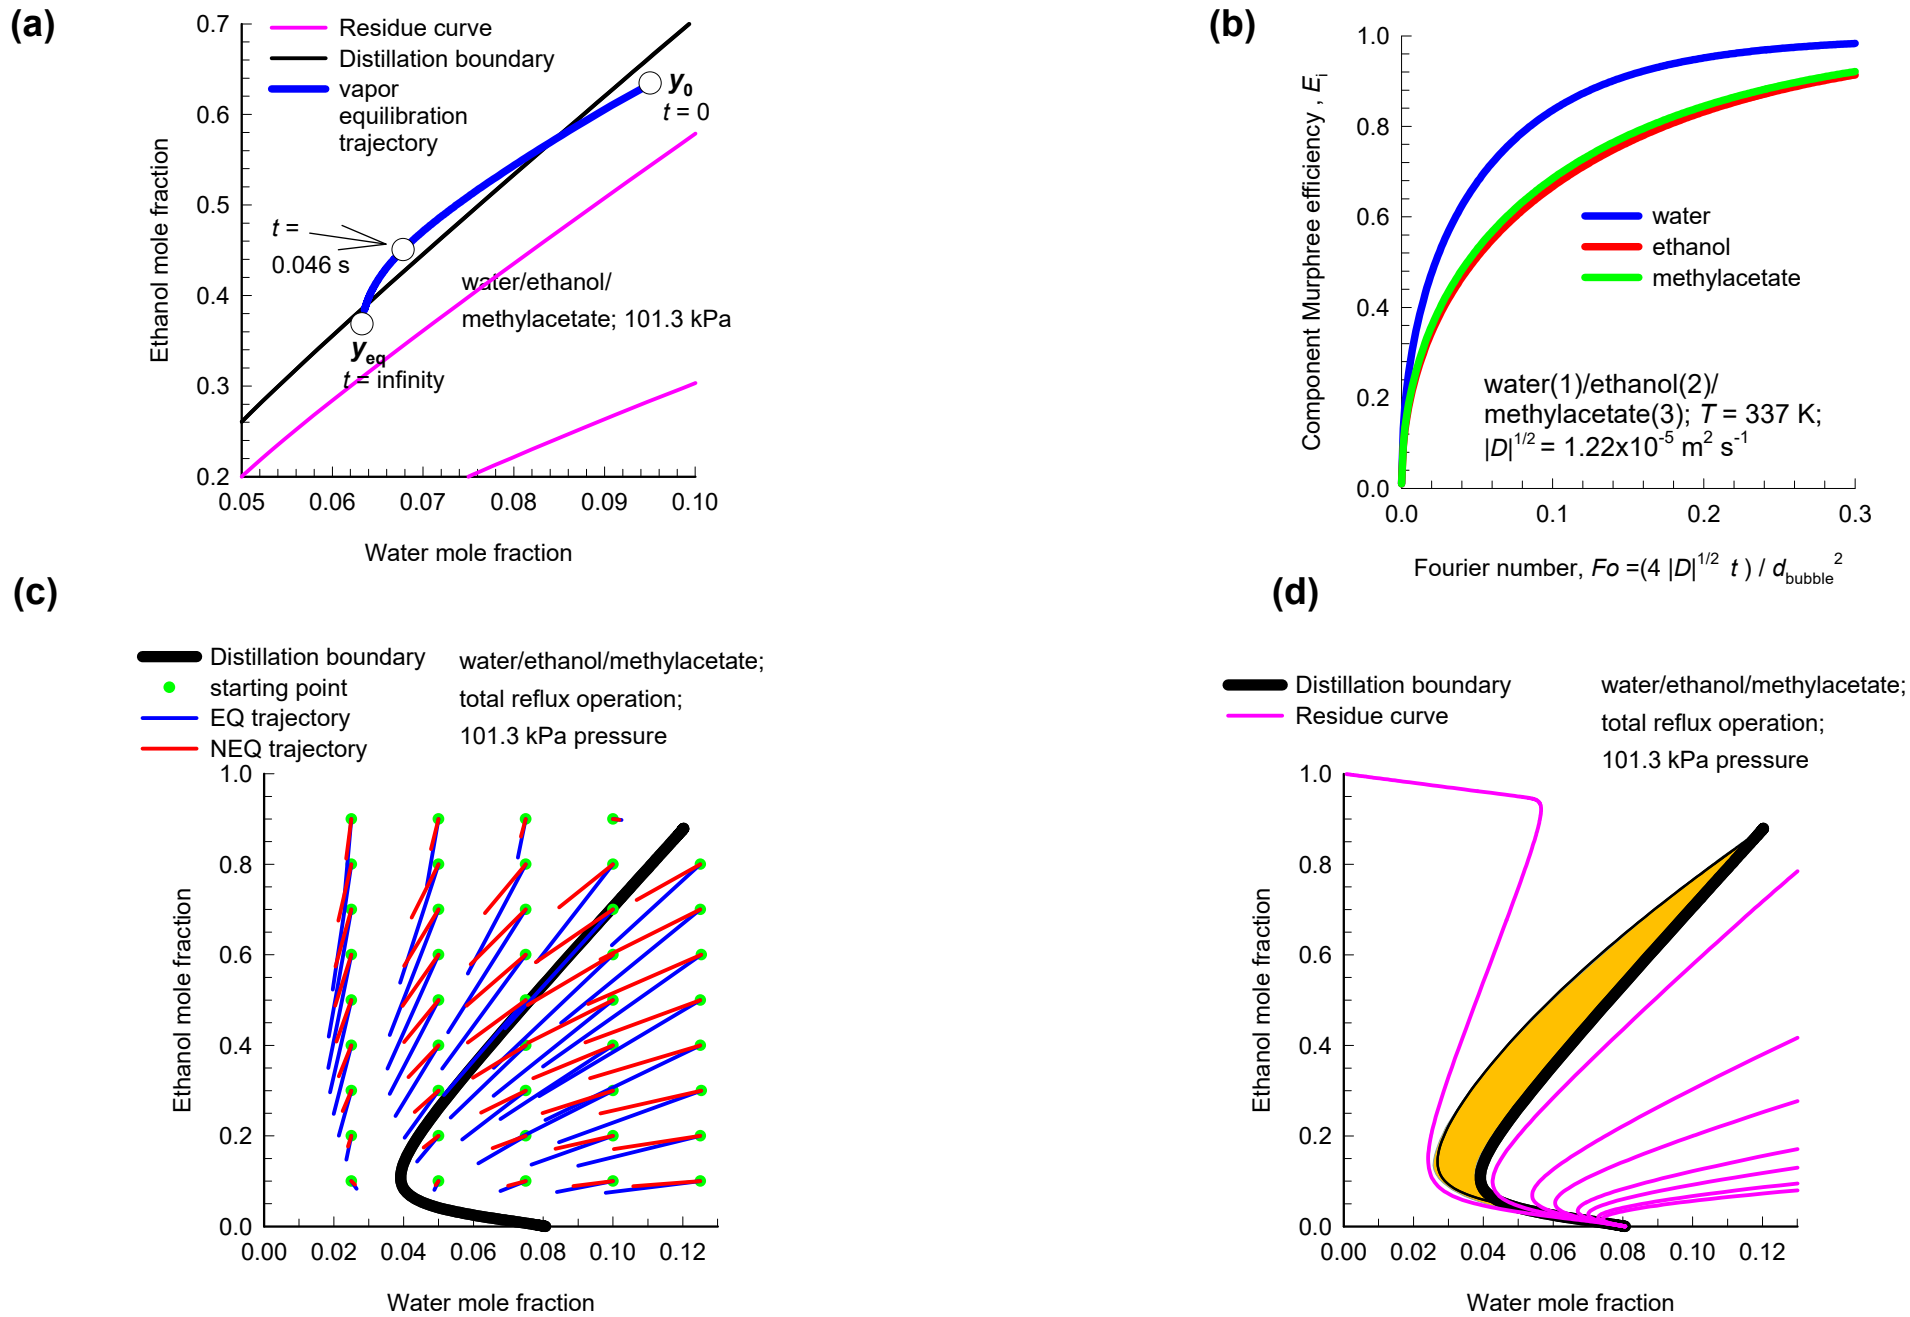 (a)
0.7
0.6
0.5
0.4
0.3
0.2
Ethanol mole fraction
Residue curve
Distillation boundary
vapor
equilibration
trajectory
y0
t = 0
t =
0.046 s
water/ethanol/
methylacetate; 101.3 kPa
yeq
t = infinity
0.05 0.06 0.07 0.08 0.09 0.10
Water mole fraction
(b)
1.0
0.8
0.6
0.4
0.2
0.0
Component Murphree efficiency , Ei
water
ethanol
methylacetate
water(1)/ethanol(2)/
methylacetate(3); T = 337 K;
|D|^1/2 = 1.22x10^-5 m^2 s^-1
0.0 0.1 0.2 0.3
Fourier number, Fo =(4 |D|^1/2 t ) / dbubble^2
(c)
Distillation boundary
starting point
EQ trajectory
NEQ trajectory
water/ethanol/methylacetate;
total reflux operation;
101.3 kPa pressure
1.0
0.8
0.6
0.4
0.2
0.0
Ethanol mole fraction
0.00 0.02 0.04 0.06 0.08 0.10 0.12
Water mole fraction
(d)
Distillation boundary
Residue curve
water/ethanol/methylacetate;
total reflux operation;
101.3 kPa pressure
1.0
0.8
0.6
0.4
0.2
0.0
Ethanol mole fraction
0.00 0.02 0.04 0.06 0.08 0.10 0.12
Water mole fraction